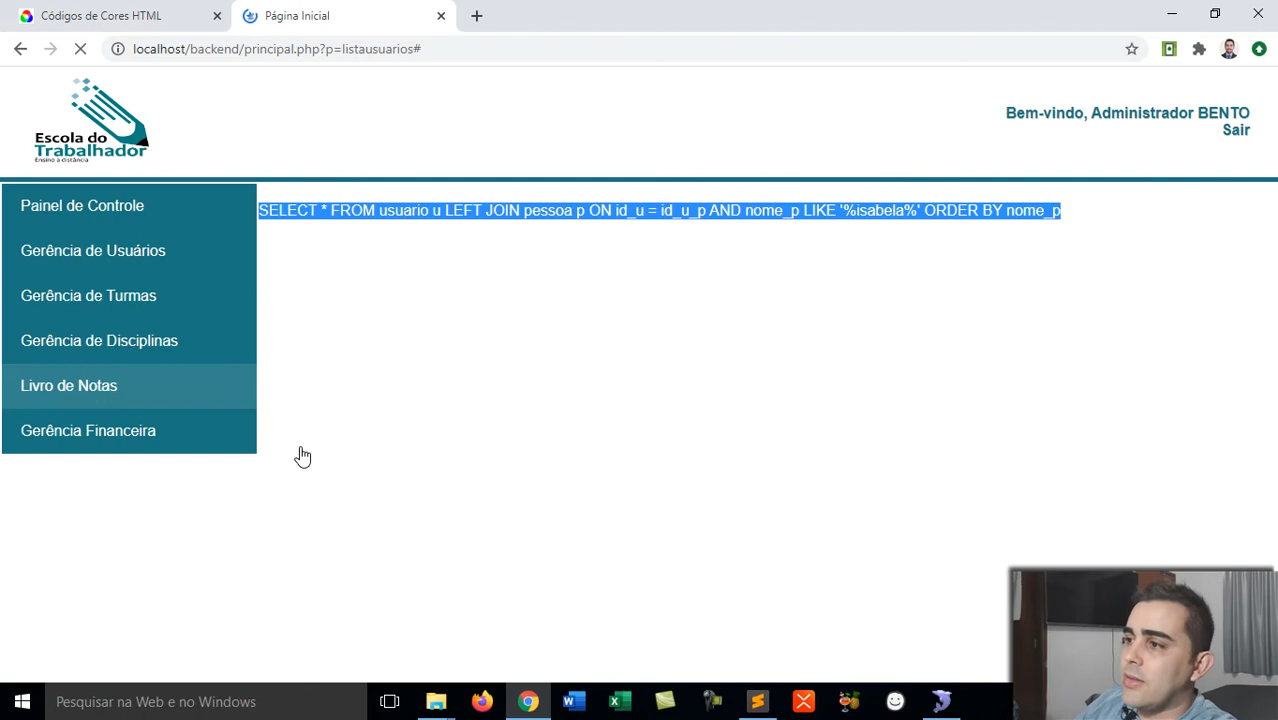 Códigos de Cores HTML
Página Inicial
localhost/backend/principal.php?p=listausuarios#
Escola do
Trabalhador
Ensino a distância
Bem-vindo, Administrador BENTO
Sair
Painel de Controle
Gerência de Usuários
Gerência de Turmas
Gerência de Disciplinas
Livro de Notas
Gerência Financeira
SELECT * FROM usuario u LEFT JOIN pessoa p ON id_u = id_u_p AND nome_p LIKE '%isabela%' ORDER BY nome_p
Pesquisar na Web e no Windows